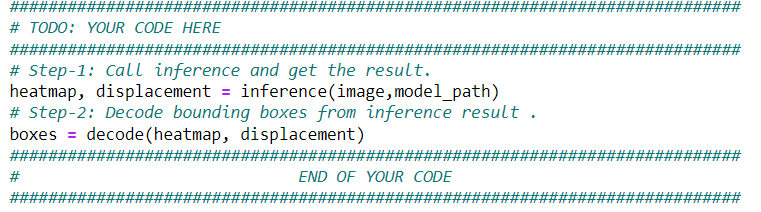 ################################################################################
# TODO: YOUR CODE HERE
################################################################################
# Step-1: Call inference and get the result.
heatmap, displacement = inference(image,model_path)
# Step-2: Decode bounding boxes from inference result .
boxes = decode(heatmap, displacement)
################################################################################
#                             END OF YOUR CODE
################################################################################